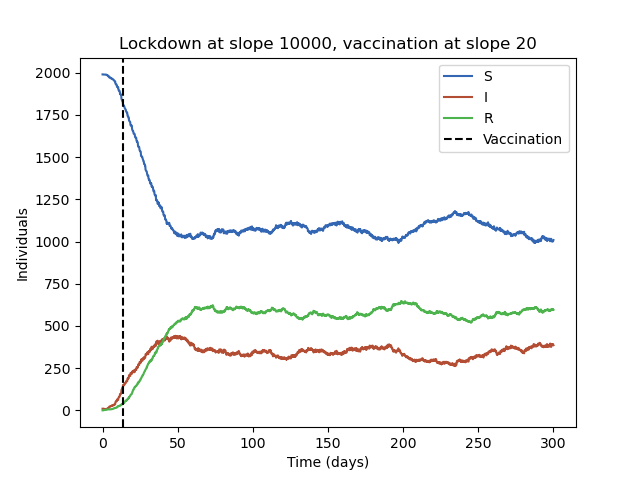 Lockdown at slope 10000, vaccination at slope 20
2000
1750
1500
1250
1000
750
500
250
0
Individuals
S
I
R
Vaccination
0 50 100 150 200 250 300
Time (days)